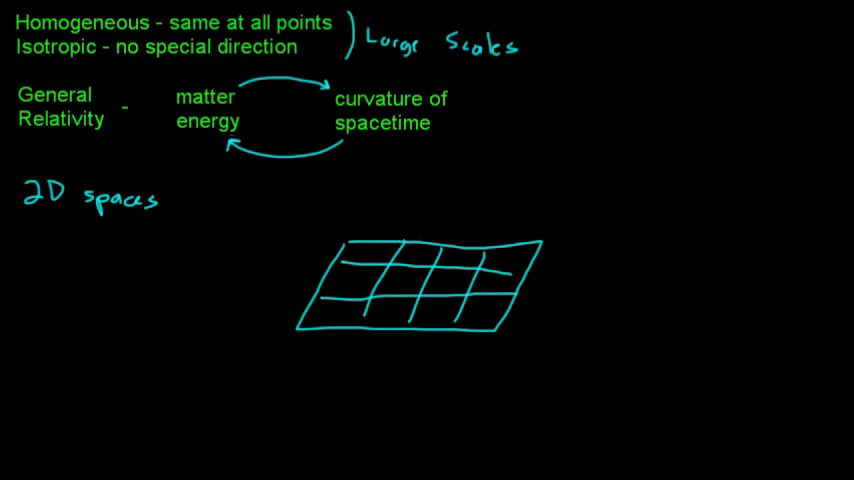 Homogeneous - same at all points
Isotropic - no special direction
Large Scales
General Relativity - matter energy
curvature of spacetime
2D spaces